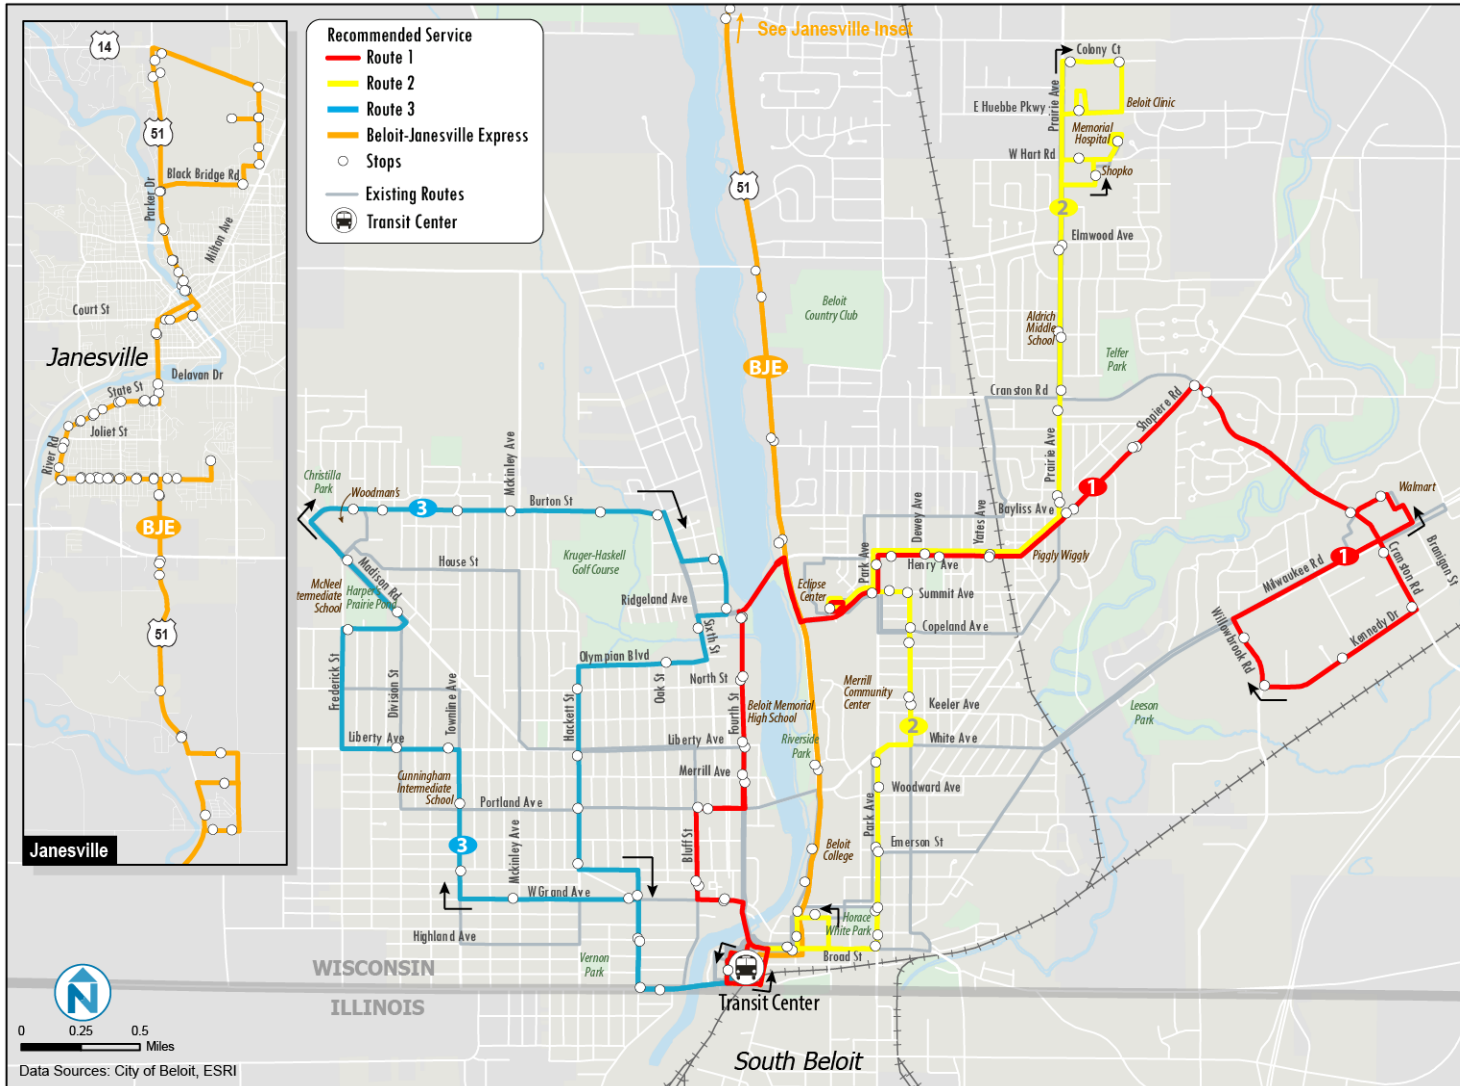 14
51
Black Bridge Rd
Parker Dr
Milton Ave
Court St
Janesville
Delavan Dr
State St
Joliet St
River Rd
BJE
51
Janesville
Recommended Service
Route 1
Route 2
Route 3
Beloit-Janesville Express
Stops
Existing Routes
Transit Center
See Janesville Inset
51
BJE
Beloit
Country Club
Colony Ct
Prairie Ave
E Huebbe Pkwy
Beloit Clinic
Memorial
Hospital
W Hart Rd
Shopko
2
Elmwood Ave
Aldrich
Middle
School
Telfer
Park
Cranston Rd
Shopiere Rd
Prairie Ave
1
Bayliss Ave
Walmart
Branigan St
Cranston Rd
1
Milwaukee Rd
Kennedy Dr
Willowbrook Rd
Leeson
Park
Christilla
Park
Woodman's
3
Mckinley Ave
Burton St
House St
Kruger-Haskell
Golf Course
Madison Rd
McNeel
ntermediate
School
Harper's
Prairie Pond
Ridgeland Ave
Sixth St
Olympian Blvd
Oak St
North St
Fourth St
Frederick St
Division St
Townline Ave
Hackett St
Liberty Ave
Liberty Ave
Merrill Ave
Beloit Memorial
High School
Riverside
Park
Cunningham
Intermediate
School
Portland Ave
Bluff St
3
Mckinley Ave
W Grand Ave
Highland Ave
Vernon
Park
Dewey Ave
Yates Ave
Park Ave
Henry Ave
Piggly Wiggly
Eclipse
Center
Summit Ave
Copeland Ave
Merrill
Community
Center
Keeler Ave
2
White Ave
Woodward Ave
Park Ave
Emerson St
Beloit
College
Horace
White Park
Broad St
WISCONSIN
ILLINOIS
Transit Center
South Beloit
N
0 0.25 0.5
Miles
Data Sources: City of Beloit, ESRI